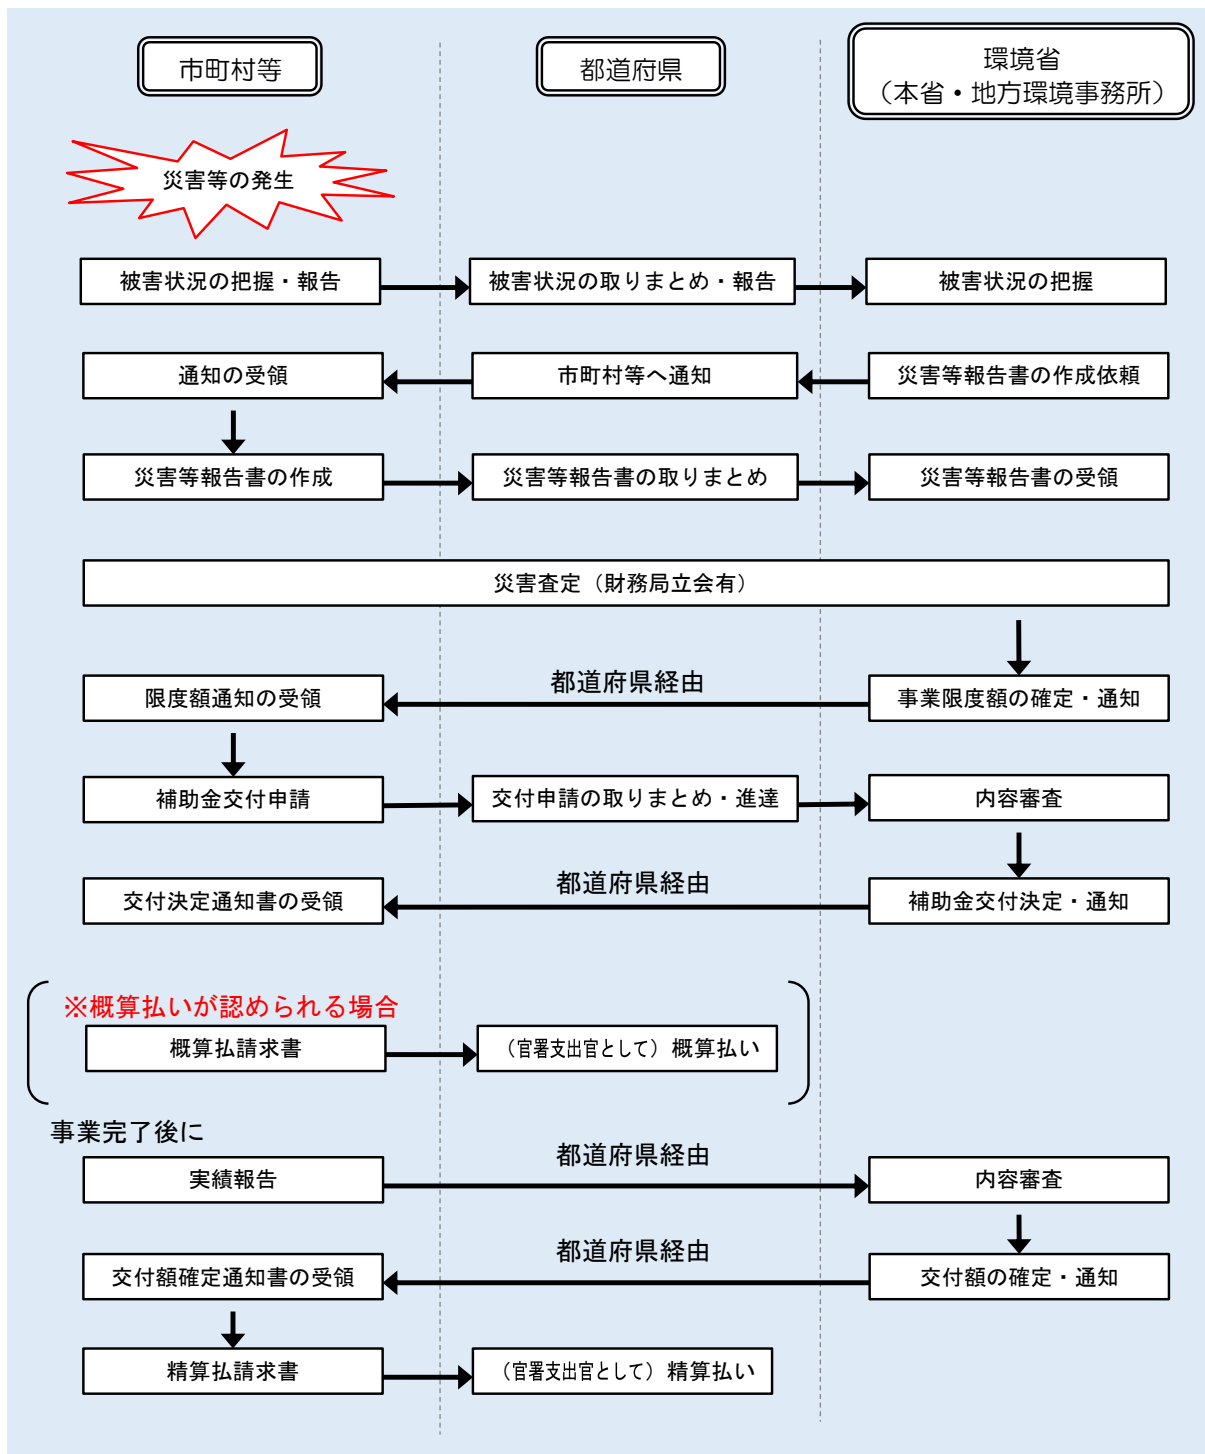 市町村等
都道府県
環境省
（本省・地方環境事務所）
災害等の発生
被害状況の把握・報告
被害状況の取りまとめ・報告
被害状況の把握
通知の受領
市町村等へ通知
災害等報告書の作成依頼
災害等報告書の作成
災害等報告書の取りまとめ
災害等報告書の受領
災害査定（財務局立会有）
限度額通知の受領
都道府県経由
事業限度額の確定・通知
補助金交付申請
交付申請の取りまとめ・進達
内容審査
交付決定通知書の受領
都道府県経由
補助金交付決定・通知
※概算払いが認められる場合
概算払請求書
（官署支出官として）概算払い
事業完了後に
実績報告
都道府県経由
内容審査
交付額確定通知書の受領
都道府県経由
交付額の確定・通知
精算払請求書
（官署支出官として）精算払い